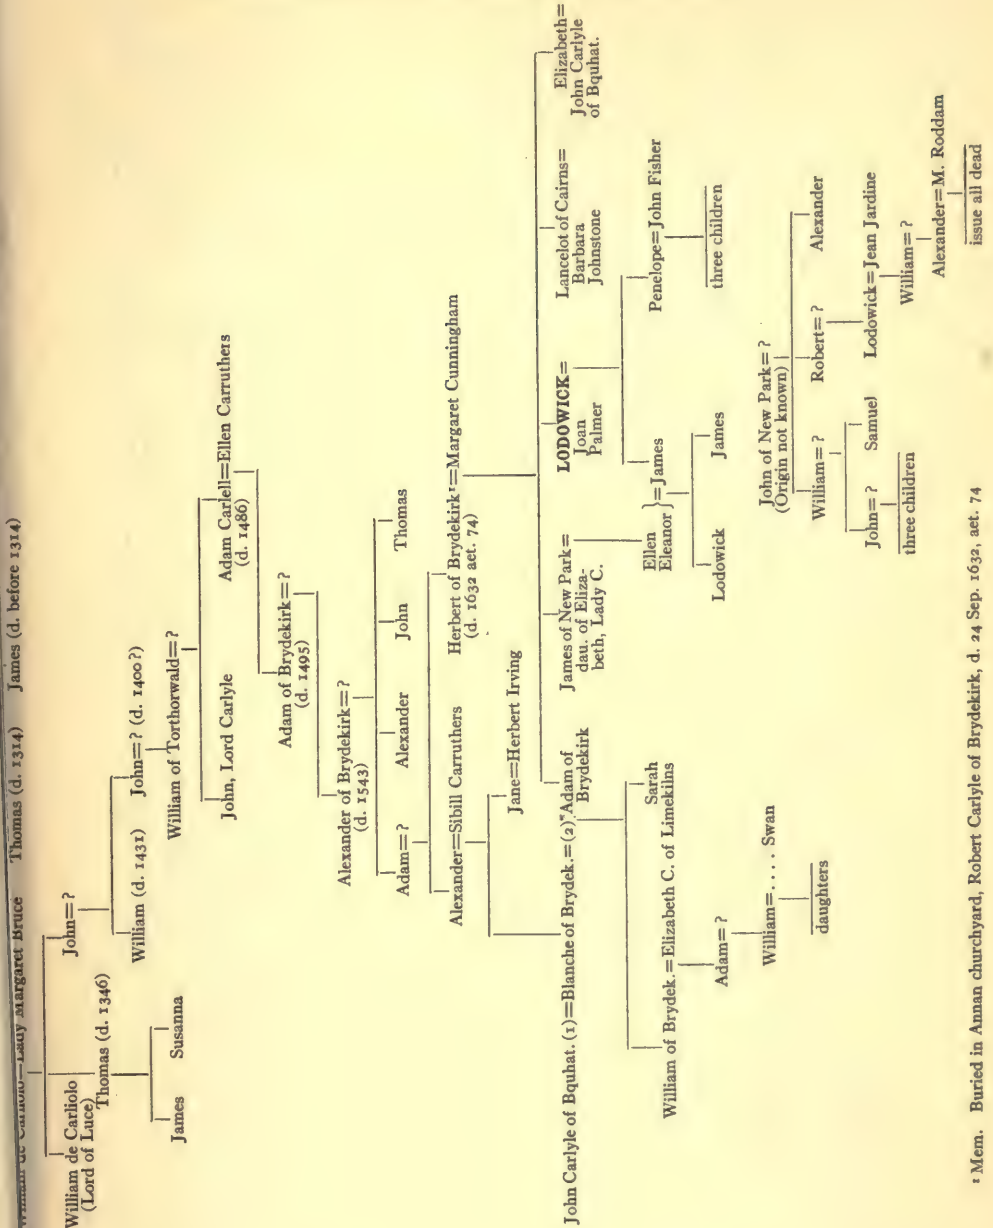 William de Carliolo=Lady Margaret Bruce Thomas (d. 1314) James (d. before 1314)
William de Carliolo
(Lord of Luce)
Thomas (d. 1346)
John=?
James Susanna
William (d. 1431) John=? (d. 1400?)
William of Torthorwald=?
John, Lord Carlyle
Adam Carlell=Ellen Carruthers
(d. 1486)
Adam of Brydekirk=?
(d. 1495)
Alexander of Brydekirk=?
(d. 1543)
Adam=? Alexander John Thomas
Alexander=Sibill Carruthers
Herbert of Brydekirk¹=Margaret Cunningham
(d. 1632 aet. 74)
Jane=Herbert Irving
John Carlyle of Bquhat. (1)=Blanche of Brydek.=(2) Adam of
Brydekirk
James of New Park=
dau. of Eliza-
beth, Lady C.
LODOWICK=
Joan
Palmer
Lancelot of Cairns=
Barbara
Johnstone
Elizabeth=
John Carlyle
of Bquhat.
William of Brydek.=Elizabeth C. of Limekilns
Sarah
Ellen
Eleanor }=James
Penelope=John Fisher
Adam=?
Lodowick James
three children
William=.... Swan
daughters
John of New Park=?
(Origin not known)
William=? Robert=? Alexander
John=? Samuel
Lodowick=Jean Jardine
three children
William=?
Alexander=M. Roddam
issue all dead
¹ Mem. Buried in Annan churchyard, Robert Carlyle of Brydekirk, d. 24 Sep. 1632, aet. 74